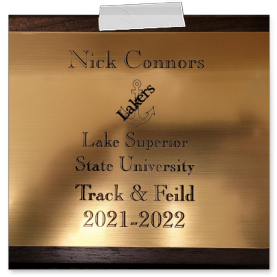 Nick Connors
Lakers
Lake Superior
State University
Track & Feild
2021-2022